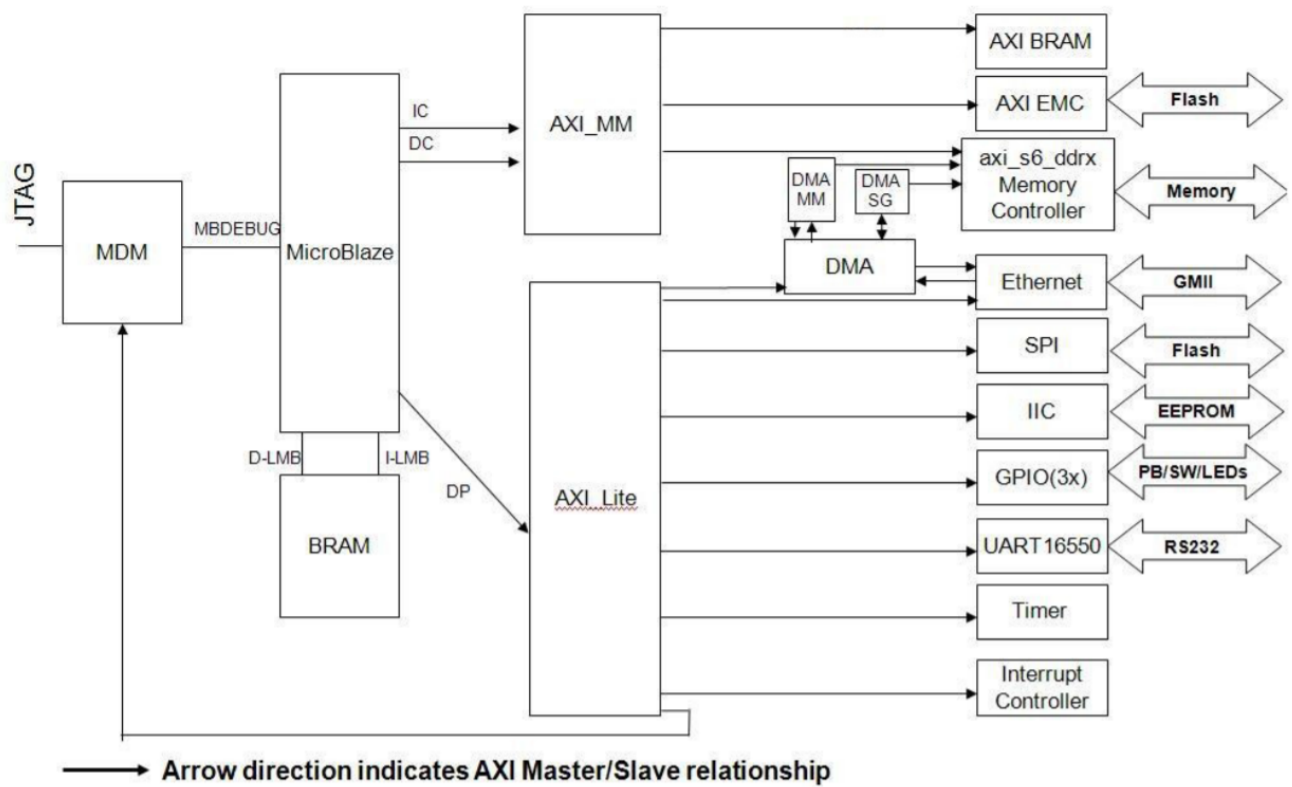 JTAG
MDM
MBDEBUG
MicroBlaze
IC
DC
D-LMB
I-LMB
BRAM
DP
AXI_MM
AXI_Lite
DMA
MM
DMA
SG
DMA
AXI BRAM
AXI EMC
Flash
axi_s6_ddrx
Memory
Controller
Memory
Ethernet
GMII
SPI
Flash
IIC
EEPROM
GPIO(3x)
PB/SW/LEDs
UART16550
RS232
Timer
Interrupt
Controller
Arrow direction indicates AXI Master/Slave relationship